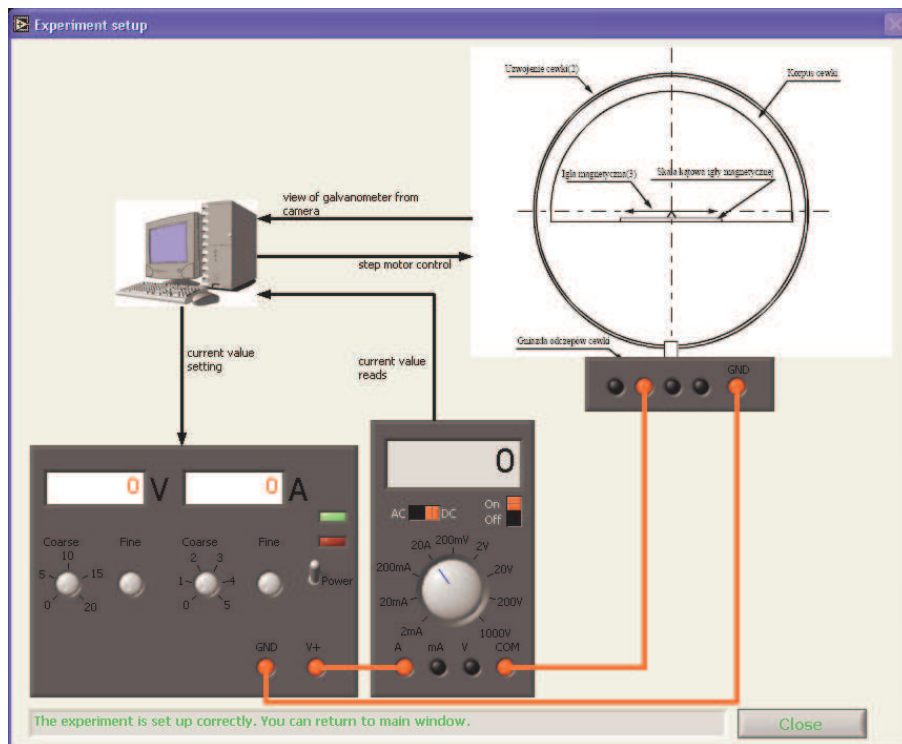 Experiment setup
Uzwojenie cewki(2)
Korpus cewki
Igła magnetyczna(3)
Skala kątowa igły magnetycznej
view of galvanometer from
camera
step motor control
Gniazda odczepów cewki
current value
setting
current value
reads
GND
0 V 0 A
0
AC DC
On
Off
Coarse Fine Coarse Fine
0 5 10 15 20
0 1 2 3 4 5
Power
2mA 20mA 200mA 20A 200mV 2V 20V 200V 1000V
GND V+
A mA V COM
The experiment is set up correctly. You can return to main window.
Close